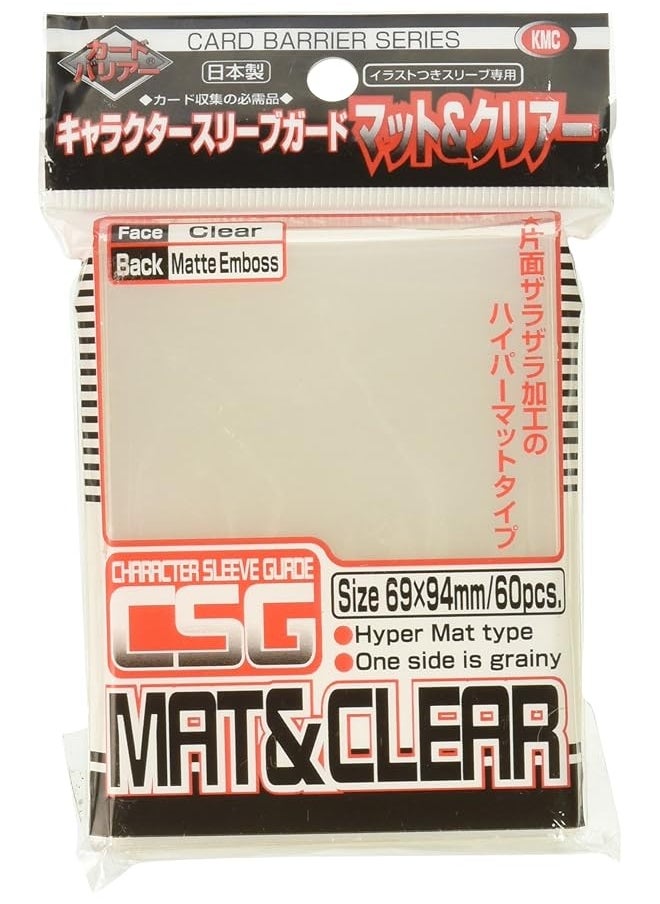 カード
バリアー®
CARD BARRIER SERIES
KMC
日本製
イラストつきスリーブ専用
◆カード収集の必需品◆
キャラクタースリーブガード
マット&クリアー
Face Clear
Back Matte Emboss
★片面ザラザラ加工の
ハイパーマットタイプ
CHARACTER SLEEVE GURDE
CSG
Size 69×94mm/60pcs.
●Hyper Mat type
●One side is grainy
MAT&CLEAR